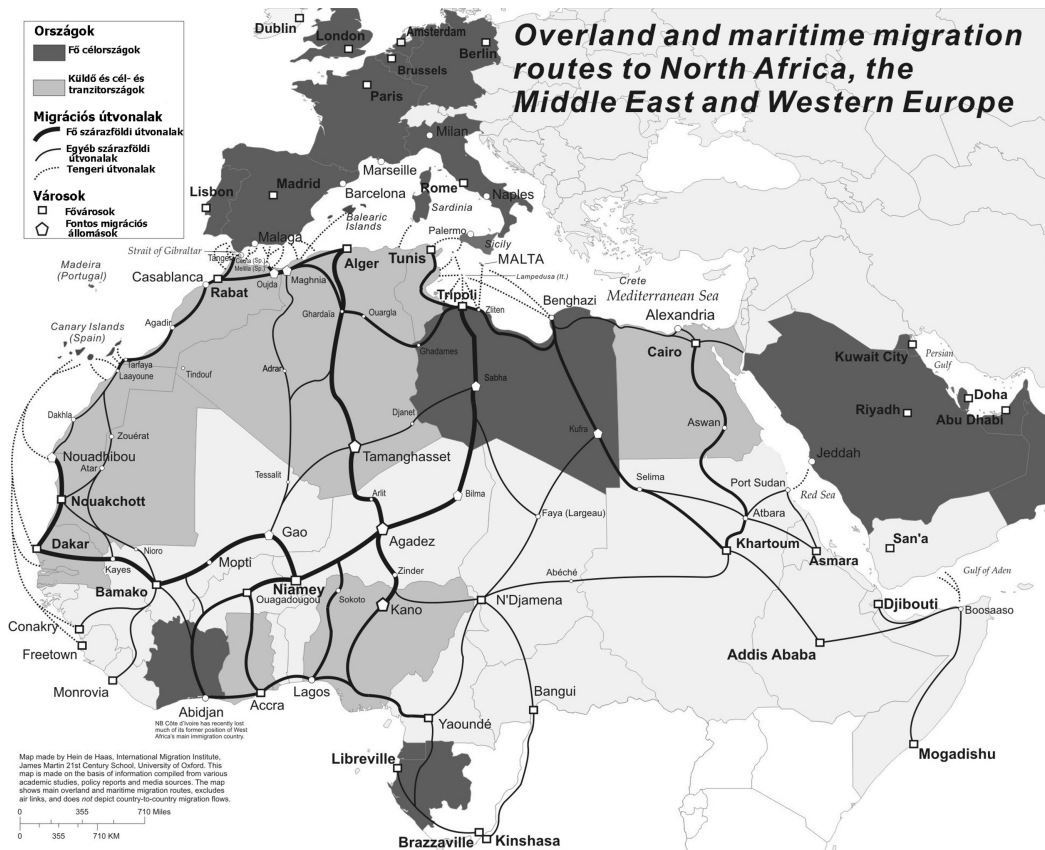 Overland and maritime migration
routes to North Africa, the
Middle East and Western Europe
Országok
Fő célországok
Küldő és cél- és
tranzitországok
Migrációs útvonalak
Fő szárazföldi útvonalak
Egyéb szárazföldi
útvonalak
Tengeri útvonalak
Városok
Fővárosok
Fontos migrációs
állomások
Dublin
London
Amsterdam
Berlin
Brussels
Paris
Milan
Marseille
Madrid
Lisbon
Barcelona
Rome
Naples
Sardinia
Balearic
Islands
Malaga
Palermo
Sicily
Strait of Gibraltar
Tanger
Ceuta (Sp.)
Melilla (Sp.)
Alger
Tunis
MALTA
Lampedusa (It.)
Madeira
(Portugal)
Casablanca
Rabat
Oujda
Maghnia
Crete
Mediterranean Sea
Tripoli
Zliten
Benghazi
Alexandria
Agadir
Ghardaïa
Ouargla
Canary Islands
(Spain)
Ghadames
Cairo
Kuwait City
Persian
Gulf
Tarfaya
Laayoune
Tindouf
Adrar
Sabha
Doha
Riyadh
Abu Dhabi
Dakhla
Djanet
Zouérat
Kufra
Aswan
Nouadhibou
Atar
Tamanghasset
Jeddah
Tessalit
Selima
Port Sudan
Red Sea
Nouakchott
Arlit
Bilma
Faya (Largeau)
Atbara
Gao
Dakar
Nioro
Agadez
Khartoum
San'a
Kayes
Mopti
Asmara
Bamako
Niamey
Zinder
Abéché
Gulf of Aden
Ouagadougou
Sokoto
Kano
N'Djamena
Djibouti
Boosaaso
Conakry
Freetown
Addis Ababa
Monrovia
Abidjan
Accra
Lagos
Bangui
Yaoundé
NB Côte d'Ivoire has recently lost
much of its former position of West
Africa's main immigration country.
Libreville
Mogadishu
Brazzaville
Kinshasa
Map made by Hein de Haas, International Migration Institute,
James Martin 21st Century School, University of Oxford. This
map is made on the basis of information compiled from various
academic studies, policy reports and media sources. The map
shows main overland and maritime migration routes, excludes
air links, and does not depict country-to-country migration flows.
0 355 710 Miles
0 355 710 KM